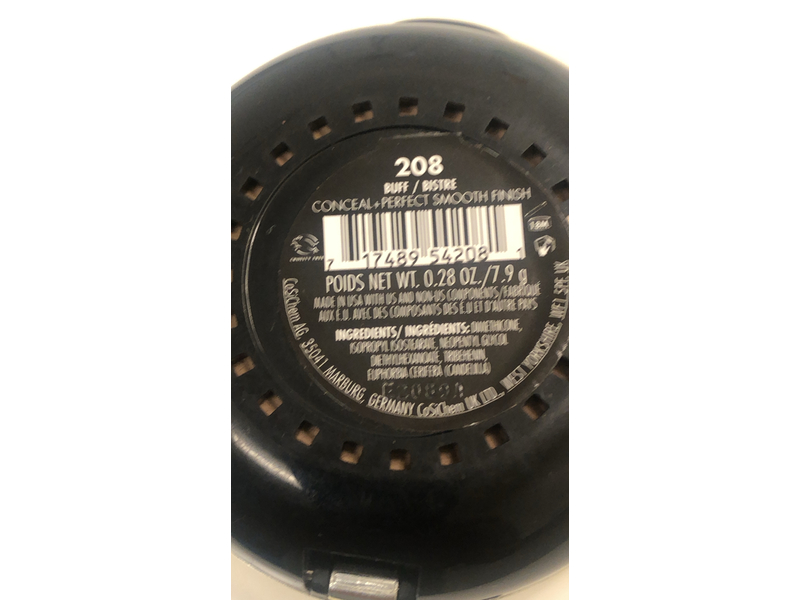 208
BUFF / BISTRE
CONCEAL+PERFECT SMOOTH FINISH
7 17489 54208 1
POIDS NET WT. 0.28 OZ./7.9 g
MADE IN USA WITH US AND NON-US COMPONENTS/FABRIQUÉ
AUX É.U. AVEC DES COMPOSANTS DES É.U ET D'AUTRE PAYS
INGREDIENTS/ INGRÉDIENTS: DIMETHICONE,
ISOPROPYL ISOSTEARATE, NEOPENTYL GLYCOL
DIETHYLHEXANOATE, TRIBEHENIN,
EUPHORBIA CERIFERA (CANDELILLA)
CoSiChem AG, 35041 MARBURG, GERMANY CoSiChem UK LTD., WEST YORKSHIRE,